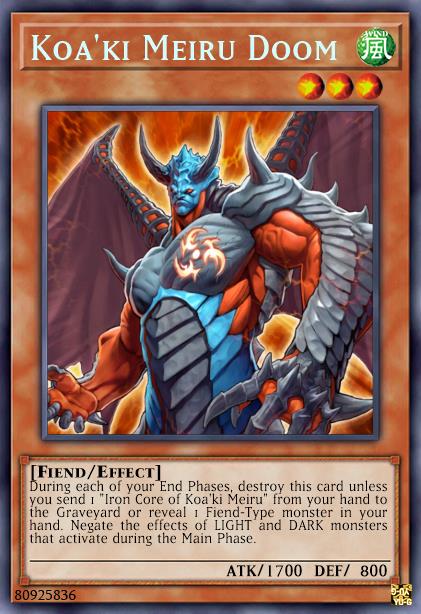 Koa'ki Meiru Doom
WIND
風
[Fiend/Effect]
During each of your End Phases, destroy this card unless
you send 1 "Iron Core of Koa'ki Meiru" from your hand to
the Graveyard or reveal 1 Fiend-Type monster in your
hand. Negate the effects of LIGHT and DARK monsters
that activate during the Main Phase.
ATK/1700 DEF/ 800
80925836